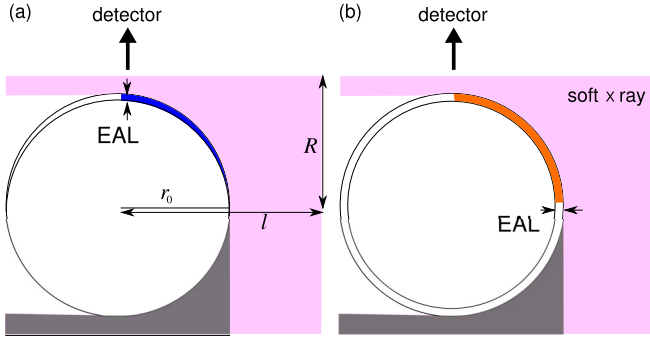 (a)
detector
EAL
R
r₀
l
(b)
detector
soft x ray
EAL